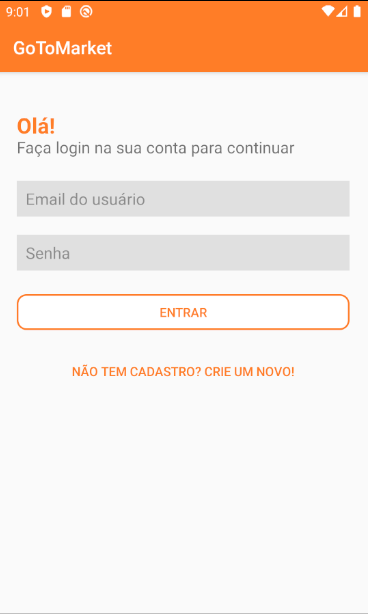 9:01
GoToMarket
Olá!
Faça login na sua conta para continuar
Email do usuário
Senha
ENTRAR
NÃO TEM CADASTRO? CRIE UM NOVO!